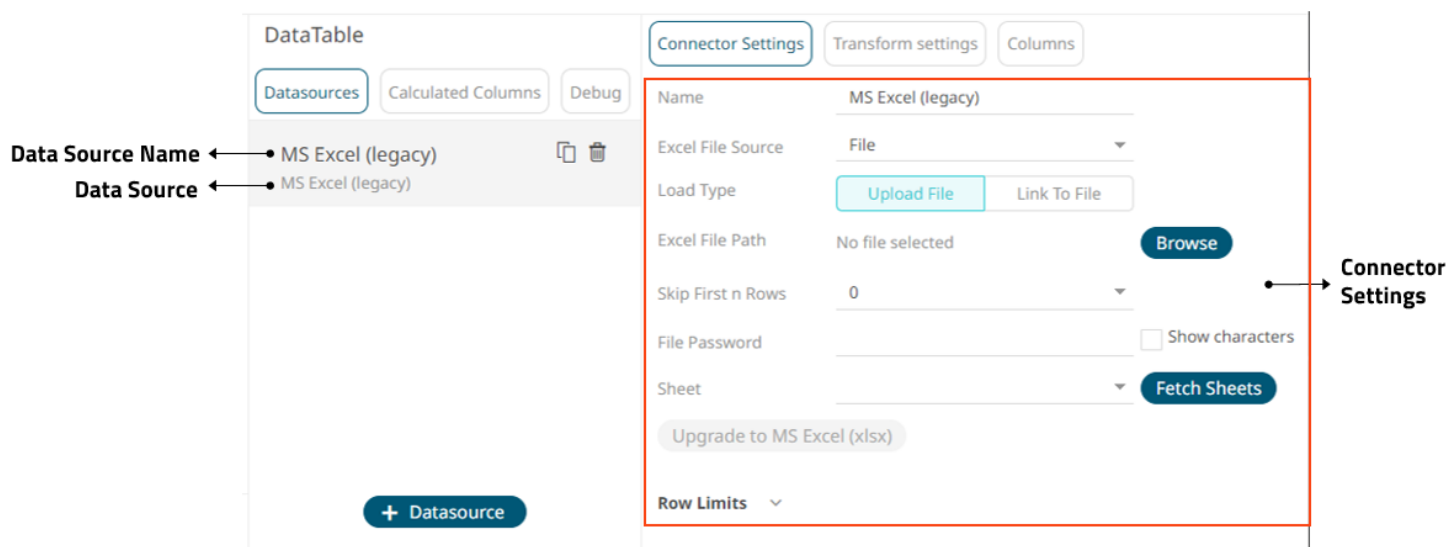 DataTable
Datasources
Calculated Columns
Debug
Data Source Name
MS Excel (legacy)
Data Source
MS Excel (legacy)
+ Datasource
Connector Settings
Transform settings
Columns
Name
MS Excel (legacy)
Excel File Source
File
Load Type
Upload File
Link To File
Excel File Path
No file selected
Browse
Skip First n Rows
0
File Password
Show characters
Sheet
Fetch Sheets
Upgrade to MS Excel (xlsx)
Row Limits
Connector
Settings